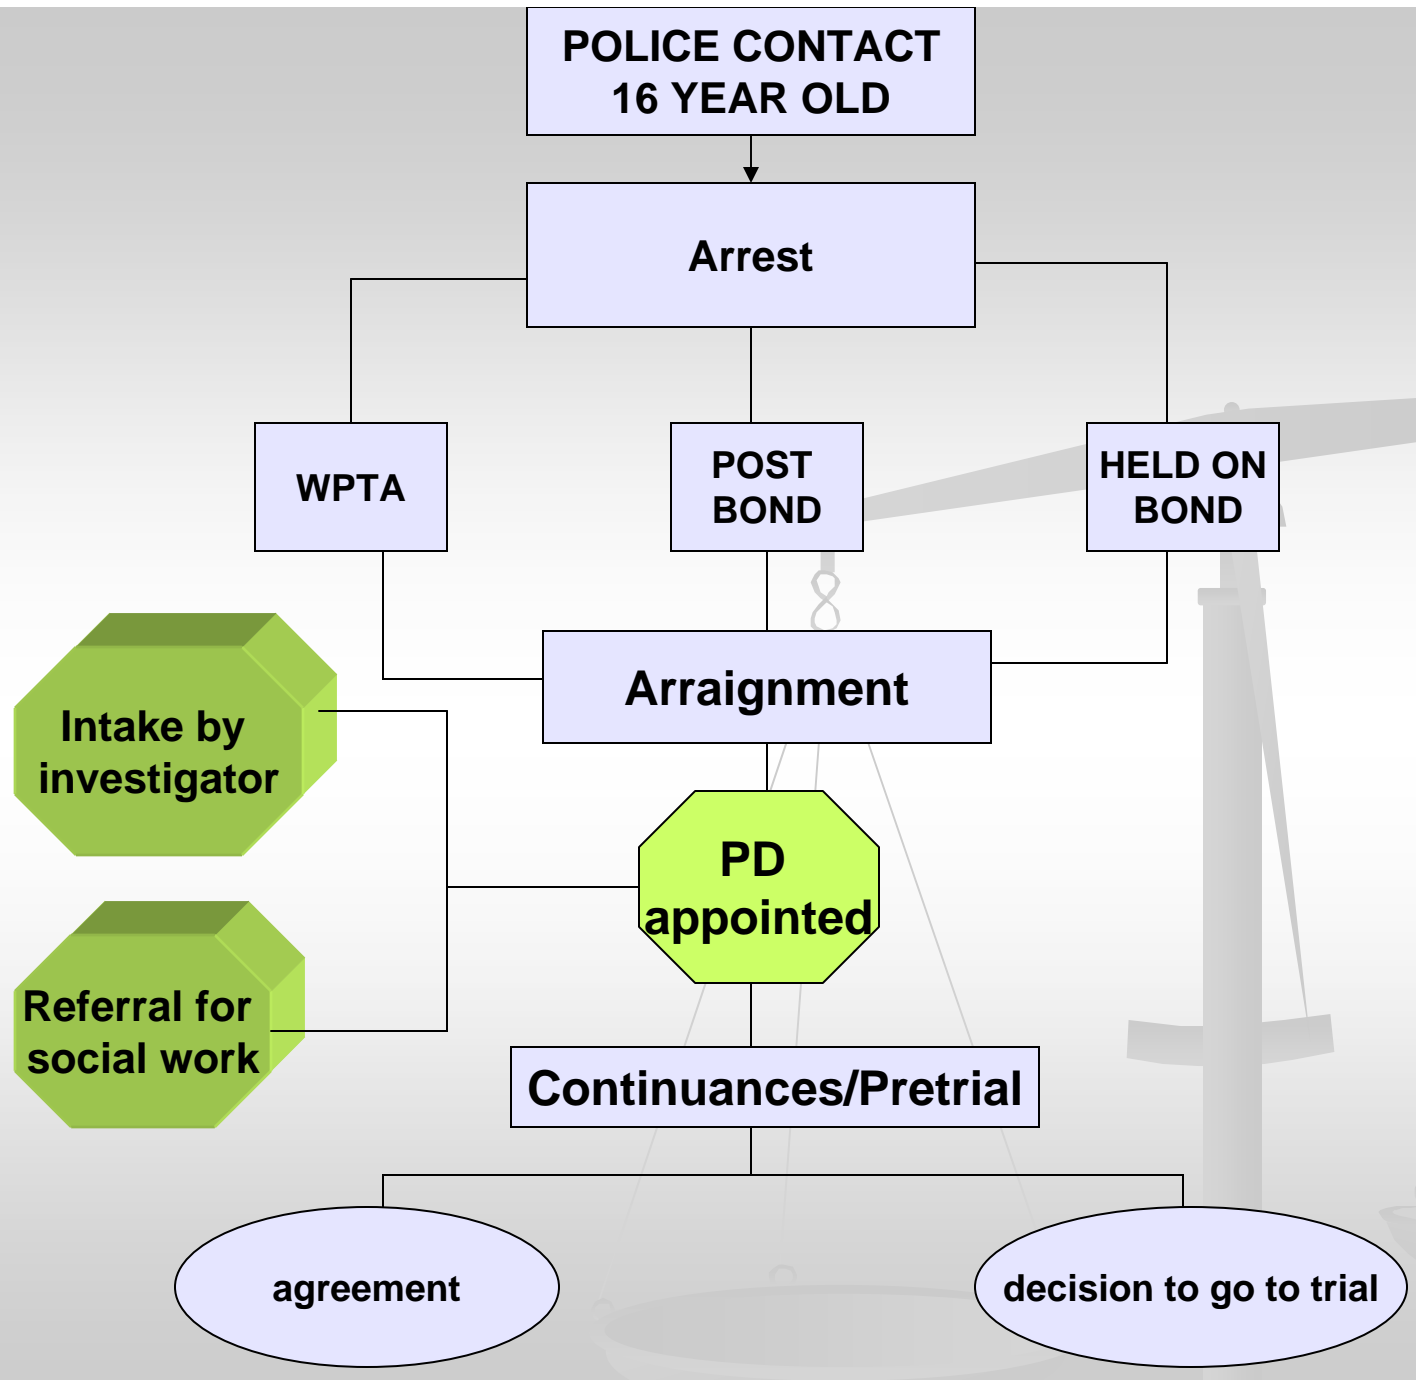 POLICE CONTACT
16 YEAR OLD
Arrest
WPTA
POST
BOND
HELD ON
BOND
Arraignment
Intake by
investigator
PD
appointed
Referral for
social work
Continuances/Pretrial
agreement
decision to go to trial